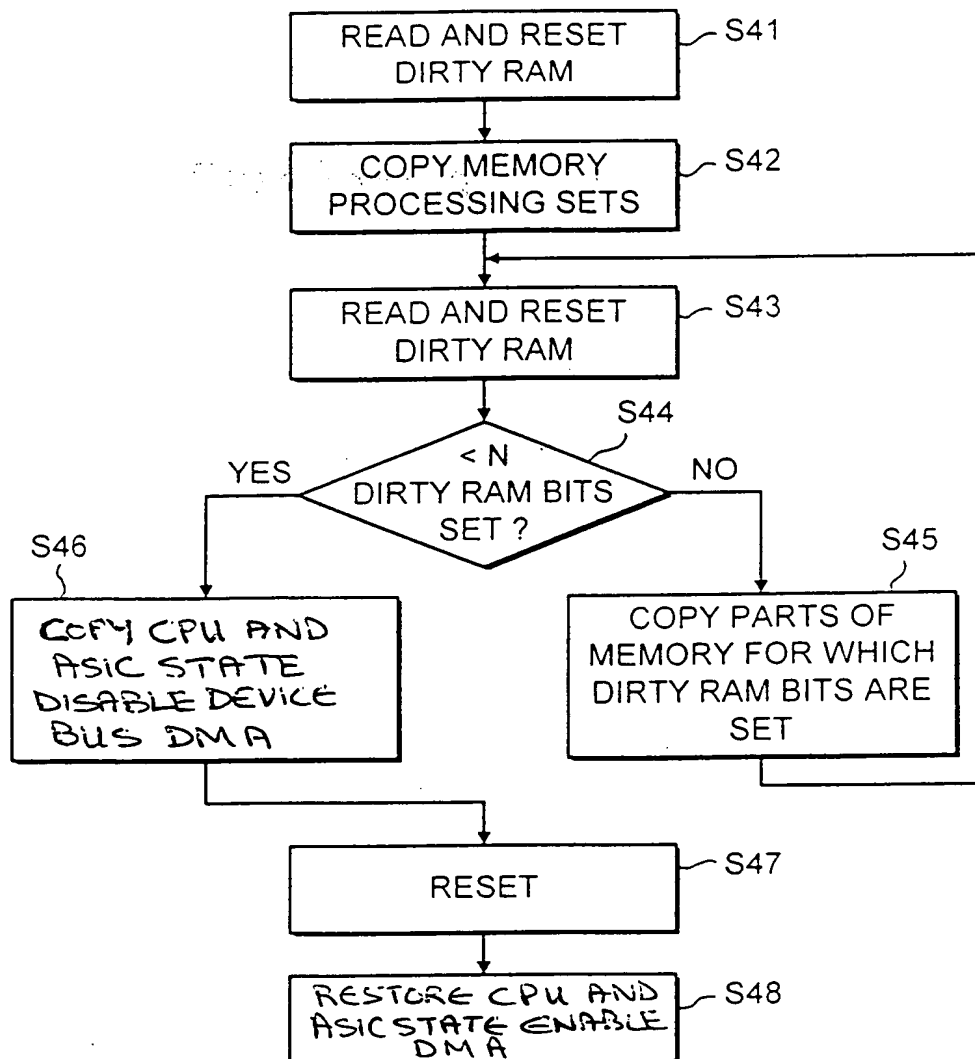 READ AND RESET
DIRTY RAM
S41
COPY MEMORY
PROCESSING SETS
S42
READ AND RESET
DIRTY RAM
S43
S44
< N
DIRTY RAM BITS
SET ?
YES
NO
S46
COPY CPU AND
ASIC STATE
DISABLE DEVICE
BUS DMA
S45
COPY PARTS OF
MEMORY FOR WHICH
DIRTY RAM BITS ARE
SET
RESET
S47
RESTORE CPU AND
ASIC STATE ENABLE
DMA
S48